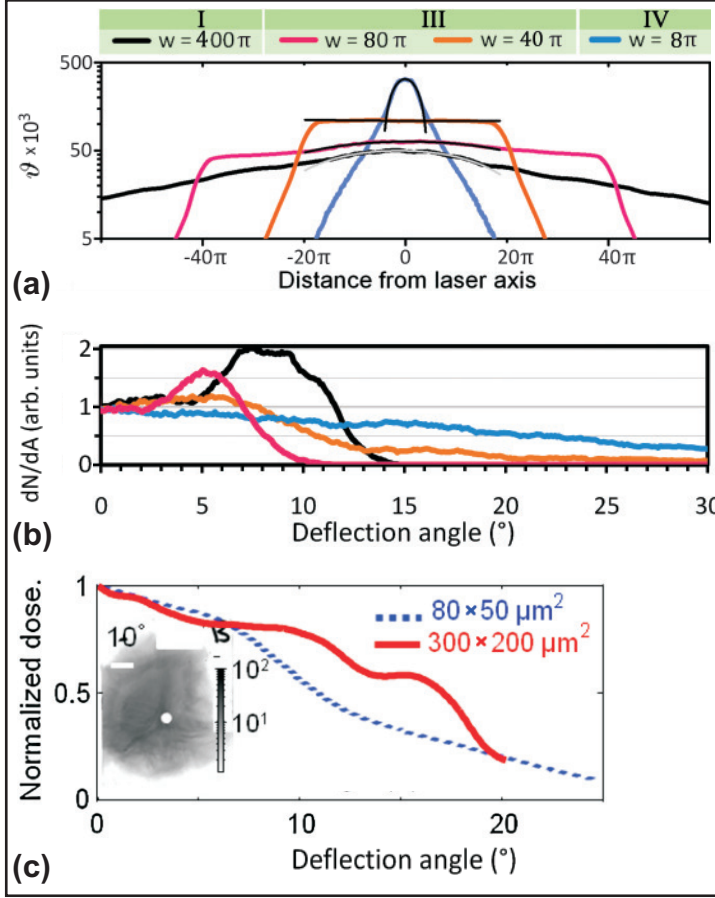 I III IV
w = 400π w = 80π w = 40π w = 8π
500
50
5
ϑ × 10³
-40π -20π 0 20π 40π
Distance from laser axis
(a)
2
1
0
dN/dA (arb. units)
0 5 10 15 20 25 30
Deflection angle (°)
(b)
1
0.5
0
Normalized dose.
80 × 50 μm²
300 × 200 μm²
10°
10²
10¹
0 10 20
Deflection angle (°)
(c)